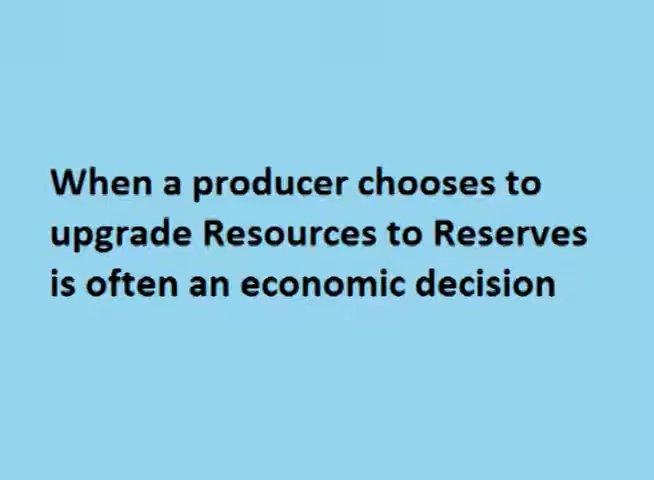 When a producer chooses to
upgrade Resources to Reserves
is often an economic decision